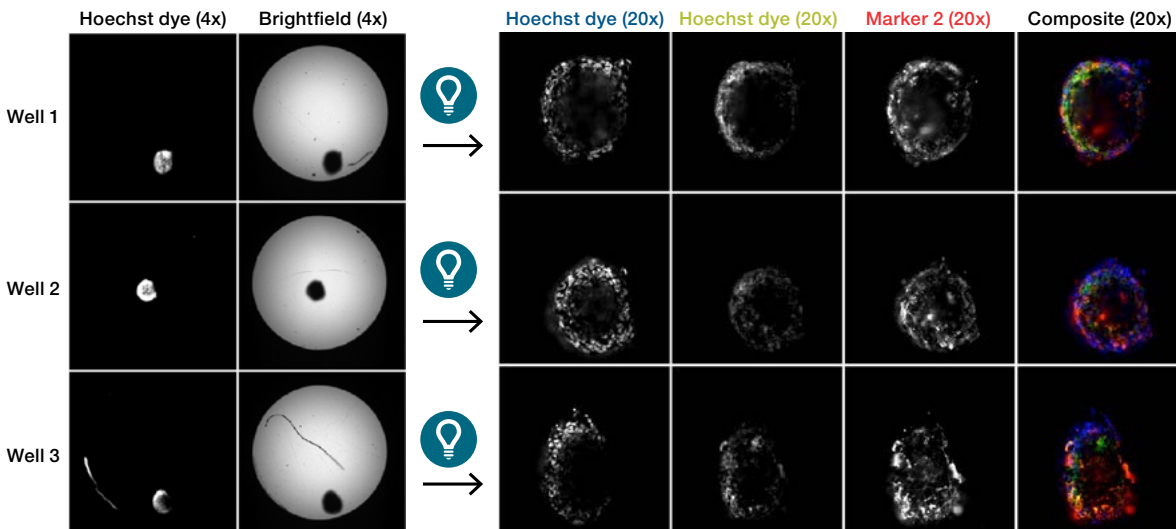 Hoechst dye (4x) Brightfield (4x) Hoechst dye (20x) Hoechst dye (20x) Marker 2 (20x) Composite (20x)
Well 1
Well 2
Well 3